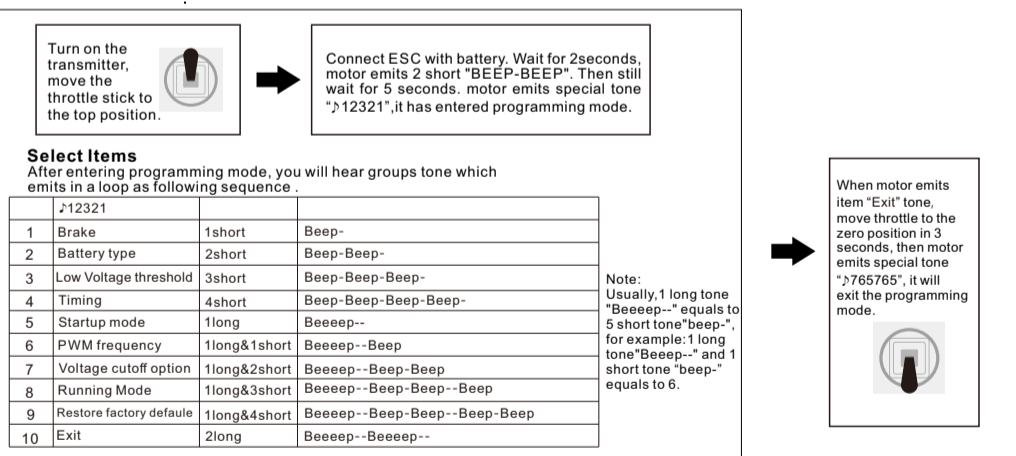 Turn on the
transmitter,
move the
throttle stick to
the top position.
Connect ESC with battery. Wait for 2seconds,
motor emits 2 short "BEEP-BEEP". Then still
wait for 5 seconds. motor emits special tone
“♪12321”,it has entered programming mode.
Select Items
After entering programming mode, you will hear groups tone which
emits in a loop as following sequence .
♪12321
1 Brake 1short Beep-
2 Battery type 2short Beep-Beep-
3 Low Voltage threshold 3short Beep-Beep-Beep-
4 Timing 4short Beep-Beep-Beep-Beep-
5 Startup mode 1long Beeeep--
6 PWM frequency 1long&1short Beeeep--Beep
7 Voltage cutoff option 1long&2short Beeeep--Beep-Beep
8 Running Mode 1long&3short Beeeep--Beep-Beep--Beep
9 Restore factory defaule 1long&4short Beeeep--Beep-Beep--Beep-Beep
10 Exit 2long Beeeep--Beeeep--
Note:
Usually,1 long tone
"Beeeep--" equals to
5 short tone"beep-",
for example:1 long
tone"Beeep--" and 1
short tone “beep-”
equals to 6.
When motor emits
item “Exit” tone,
move throttle to the
zero position in 3
seconds, then motor
emits special tone
“♪765765”, it will
exit the programming
mode.